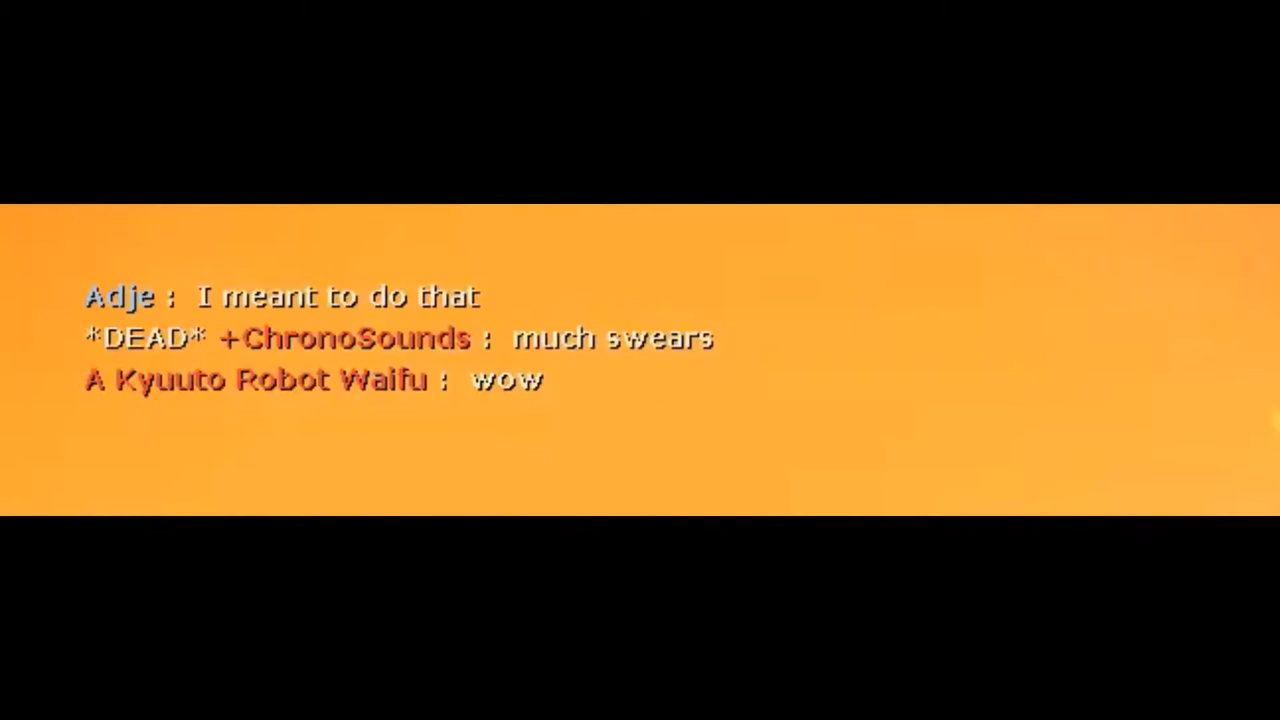 Adje :  I meant to do that
*DEAD* +ChronoSounds :  much swears
A Kyuuto Robot Waifu :  wow